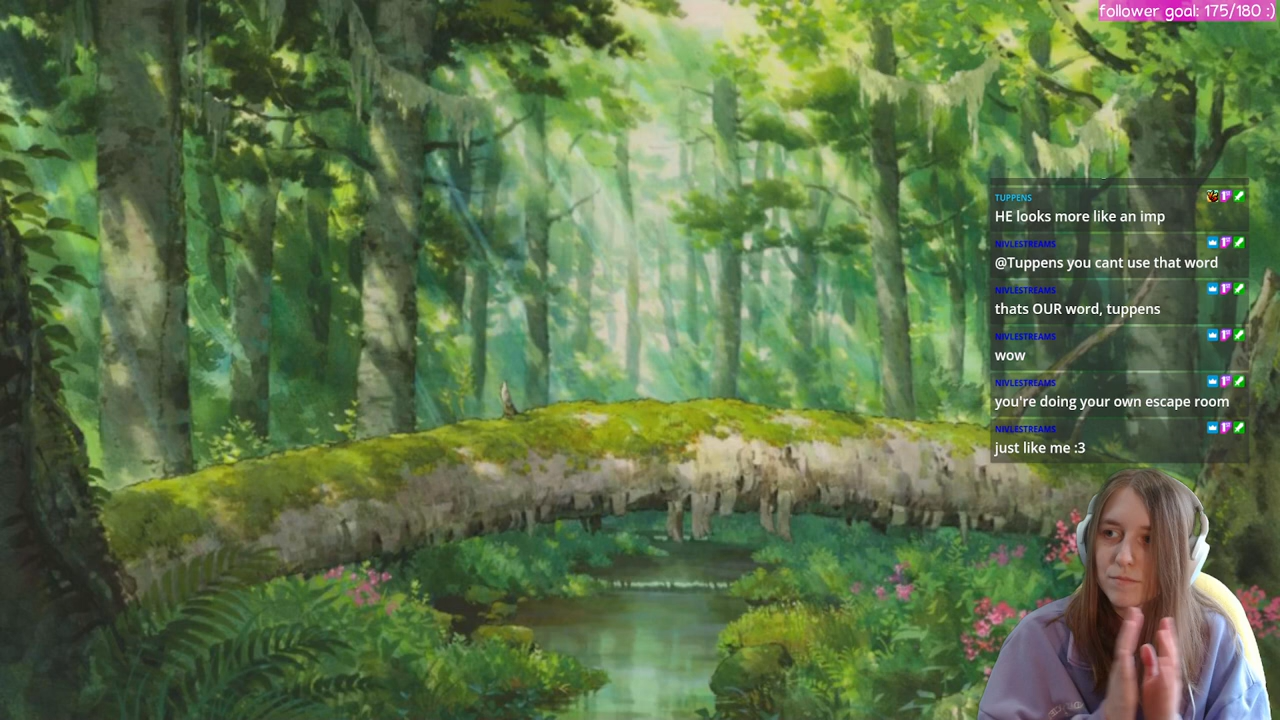 follower goal: 175/180 :)
TUPPENS
HE looks more like an imp
NIVLESTREAMS
@Tuppens you cant use that word
NIVLESTREAMS
thats OUR word, tuppens
NIVLESTREAMS
wow
NIVLESTREAMS
you're doing your own escape room
NIVLESTREAMS
just like me :3